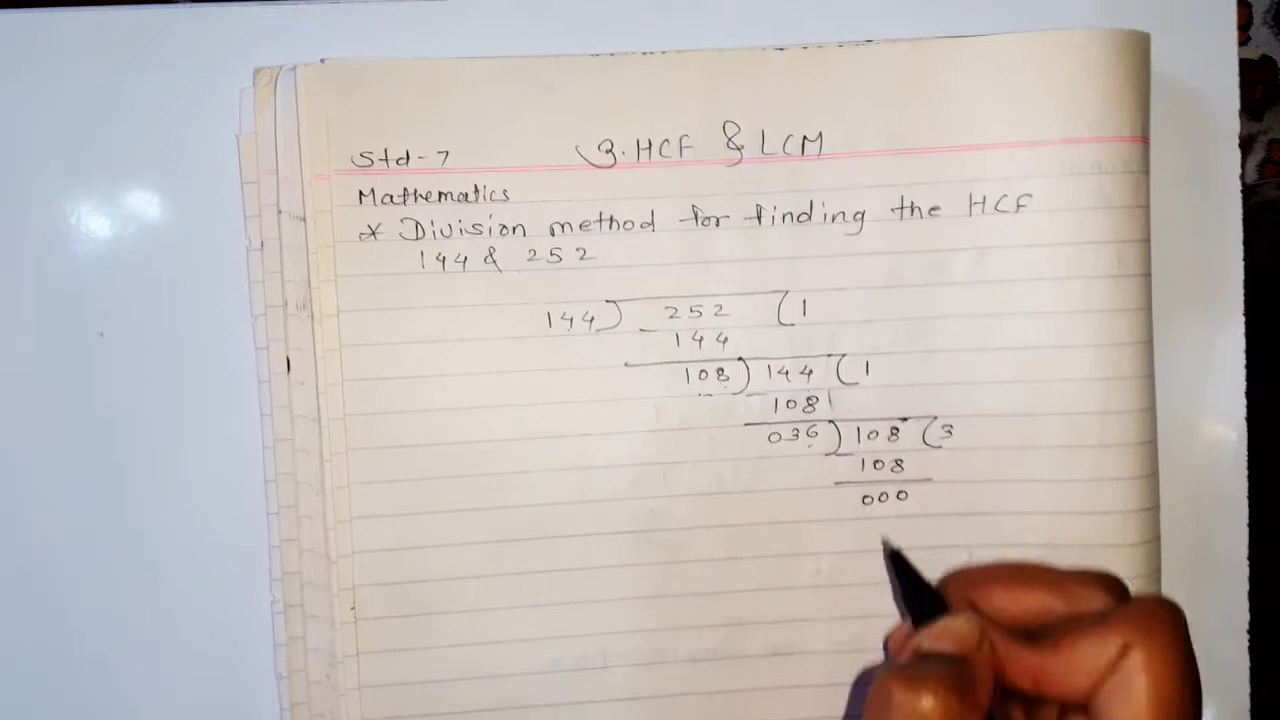 Std-7
3. HCF & LCM
Mathematics
* Division method for finding the HCF
144 & 252
144) 252 (1
- 144
108) 144 (1
- 108
036) 108 (3
- 108
000